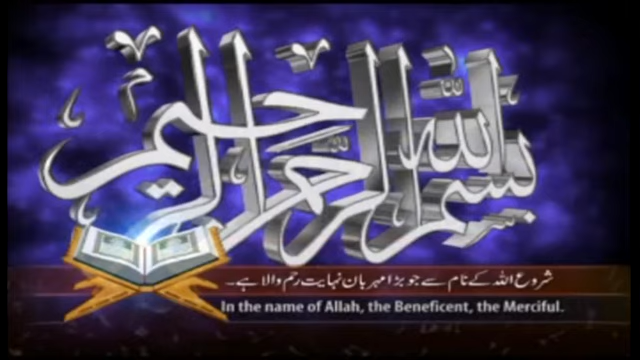 بسم الله الرحمن الرحيم
شروع اللہ کے نام سے جو بڑا مہربان نہایت رحم والا ہے۔
In the name of Allah, the Beneficent, the Merciful.